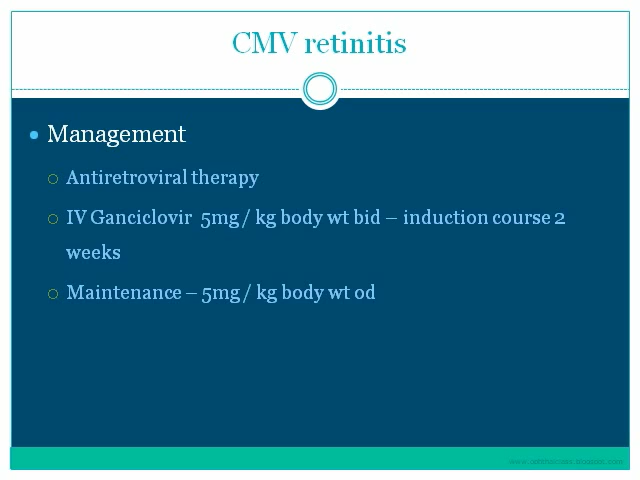 CMV retinitis
Management
Antiretroviral therapy
IV Ganciclovir 5mg / kg body wt bid – induction course 2
weeks
Maintenance – 5mg / kg body wt od